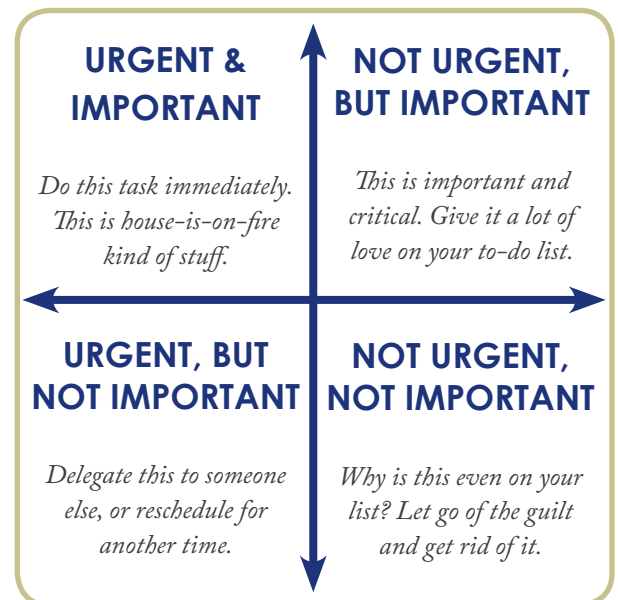 URGENT &
IMPORTANT
Do this task immediately.
This is house-is-on-fire
kind of stuff.
NOT URGENT,
BUT IMPORTANT
This is important and
critical. Give it a lot of
love on your to-do list.
URGENT, BUT
NOT IMPORTANT
Delegate this to someone
else, or reschedule for
another time.
NOT URGENT,
NOT IMPORTANT
Why is this even on your
list? Let go of the guilt
and get rid of it.